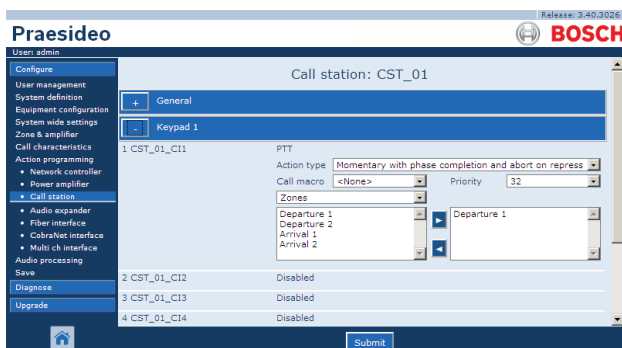 Release: 3.40.3026
Praesideo
BOSCH
User: admin
Configure
User management
System definition
Equipment configuration
System wide settings
Zone & amplifier
Call characteristics
Action programming
• Network controller
• Power amplifier
• Call station
• Audio expander
• Fiber interface
• CobraNet interface
• Multi ch interface
Audio processing
Save
Diagnose
Upgrade
Call station: CST_01
+ General
- Keypad 1
1 CST_01_CI1 PTT
Action type Momentary with phase completion and abort on repress
Call macro <None> Priority 32
Zones
Departure 1 Departure 1
Departure 2
Arrival 1
Arrival 2
2 CST_01_CI2 Disabled
3 CST_01_CI3 Disabled
4 CST_01_CI4 Disabled
Submit